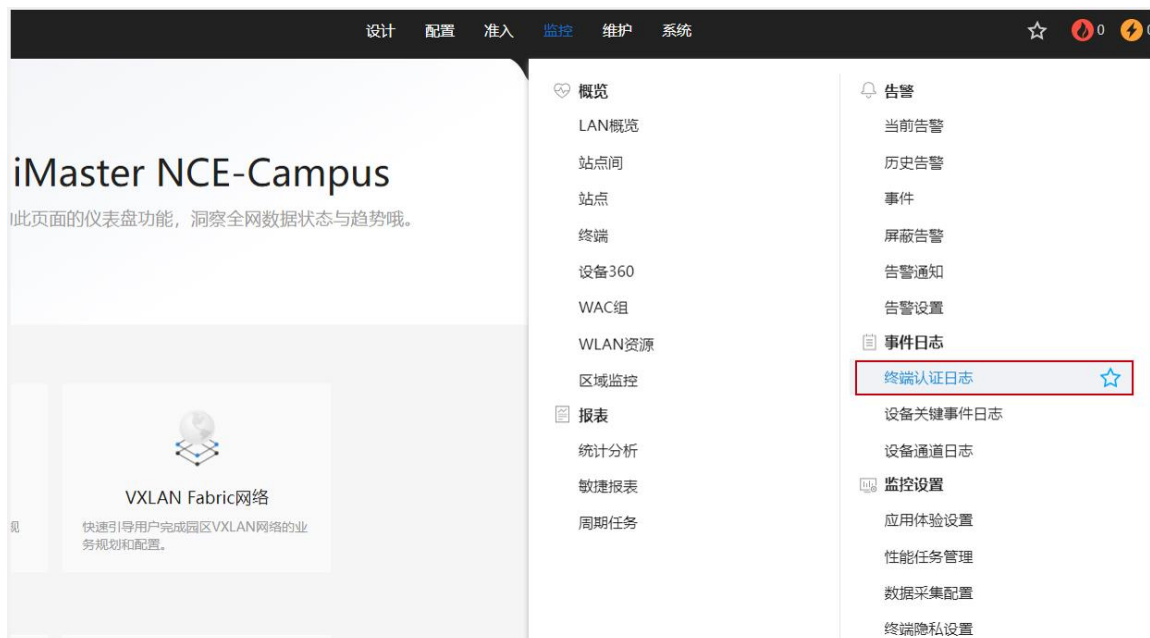 设计 配置 准入 监控 维护 系统 0
iMaster NCE-Campus
此页面的仪表盘功能，洞察全网数据状态与趋势哦。
VXLAN Fabric网络
快速引导用户完成园区VXLAN网络的业
务规划和配置。
现
概览
LAN概览
站点间
站点
终端
设备360
WAC组
WLAN资源
区域监控
报表
统计分析
敏捷报表
周期任务
告警
当前告警
历史告警
事件
屏蔽告警
告警通知
告警设置
事件日志
终端认证日志
设备关键事件日志
设备通道日志
监控设置
应用体验设置
性能任务管理
数据采集配置
终端隐私设置